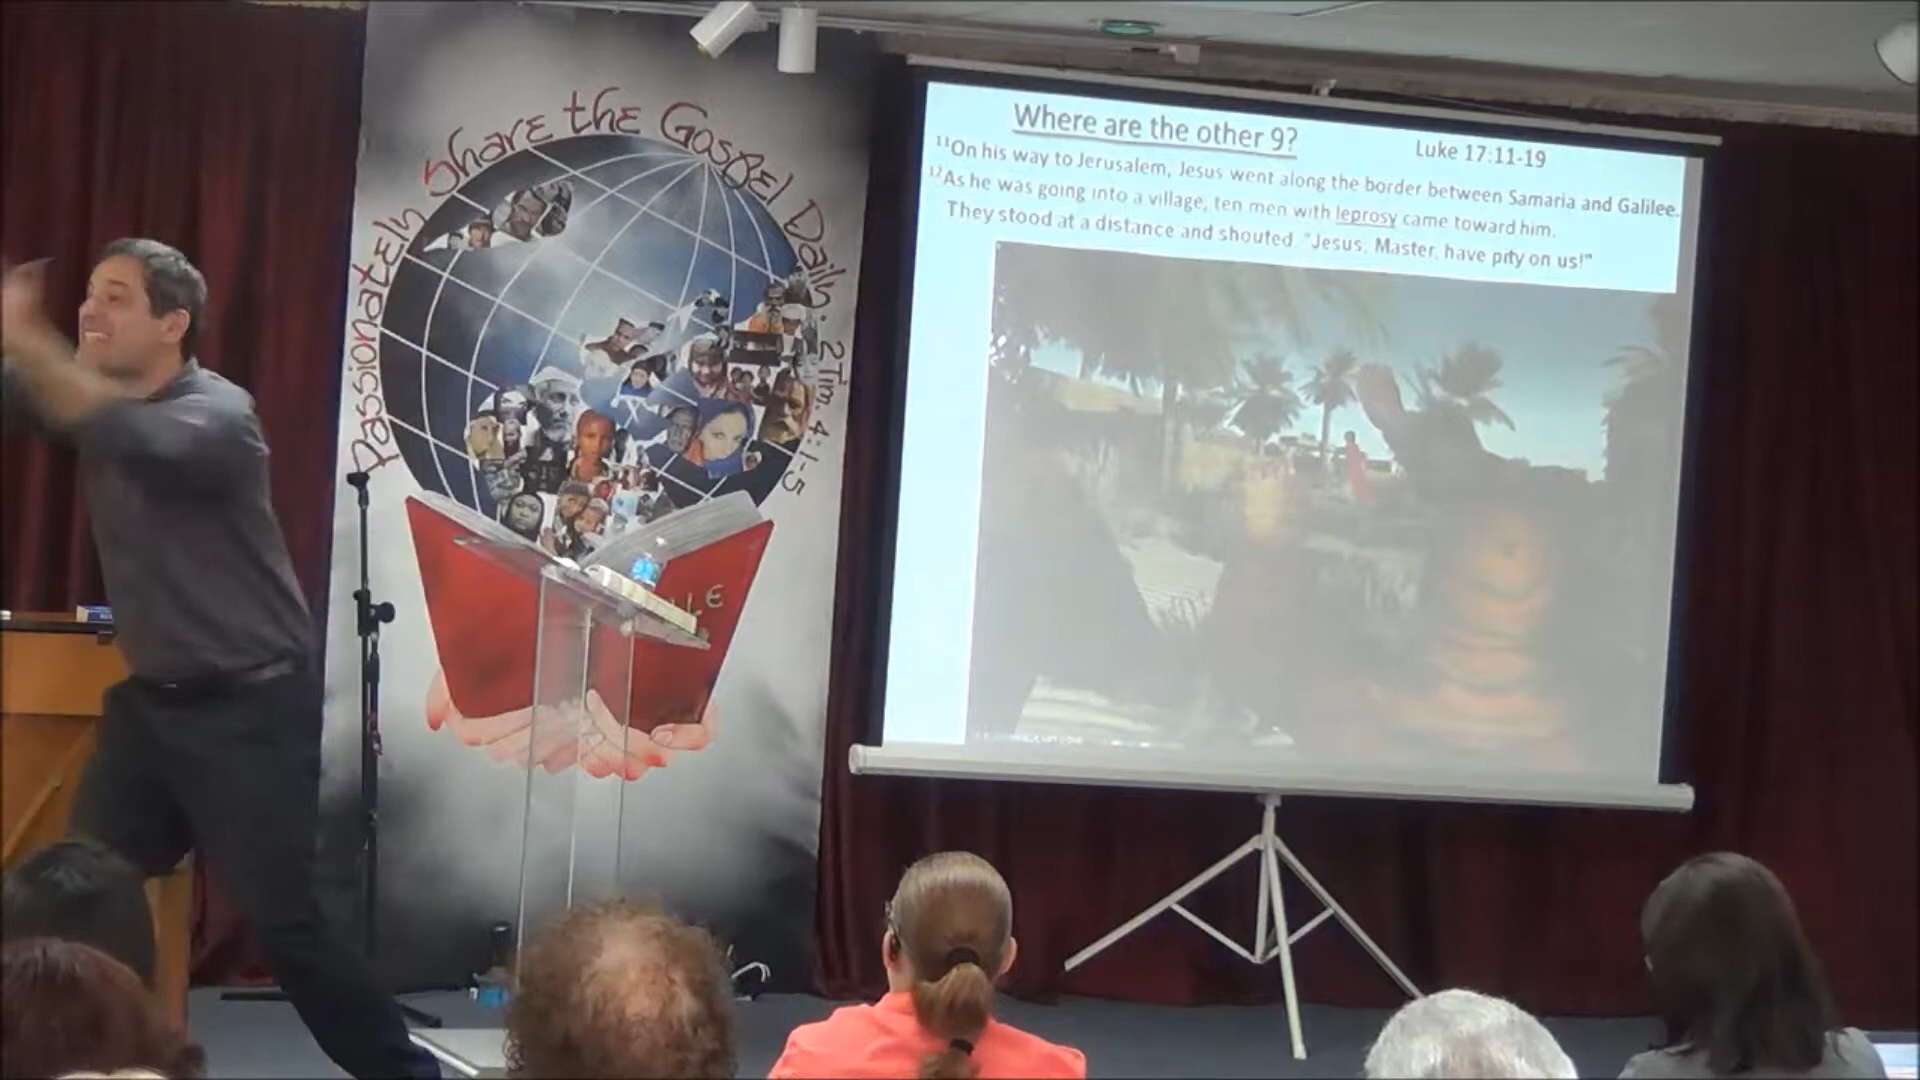 Passionately Share the Gospel Daily. 2 Tim. 4:1-5
Where are the other 9?
Luke 17:11-19
11On his way to Jerusalem, Jesus went along the border between Samaria and Galilee.
12As he was going into a village, ten men with leprosy came toward him.
They stood at a distance and shouted, "Jesus, Master, have pity on us!"